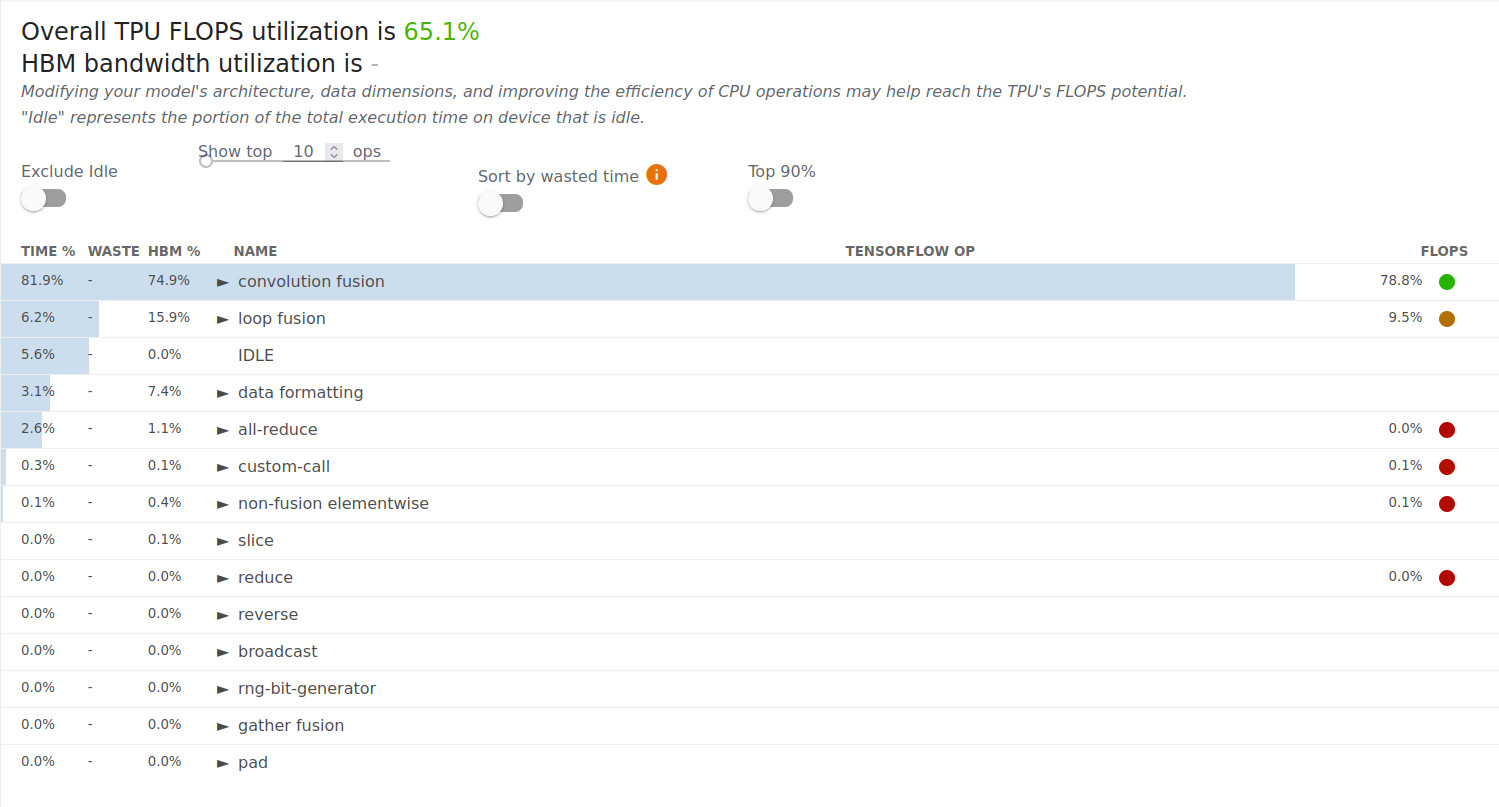 Overall TPU FLOPS utilization is 65.1%
HBM bandwidth utilization is -
Modifying your model's architecture, data dimensions, and improving the efficiency of CPU operations may help reach the TPU's FLOPS potential.
"Idle" represents the portion of the total execution time on device that is idle.
Show top 10 ops
Exclude Idle
Sort by wasted time i
Top 90%
TIME % WASTE HBM % NAME TENSORFLOW OP FLOPS
81.9% - 74.9% ► convolution fusion 78.8%
6.2% - 15.9% ► loop fusion 9.5%
5.6% - 0.0% IDLE
3.1% - 7.4% ► data formatting
2.6% - 1.1% ► all-reduce 0.0%
0.3% - 0.1% ► custom-call 0.1%
0.1% - 0.4% ► non-fusion elementwise 0.1%
0.0% - 0.1% ► slice
0.0% - 0.0% ► reduce 0.0%
0.0% - 0.0% ► reverse
0.0% - 0.0% ► broadcast
0.0% - 0.0% ► rng-bit-generator
0.0% - 0.0% ► gather fusion
0.0% - 0.0% ► pad